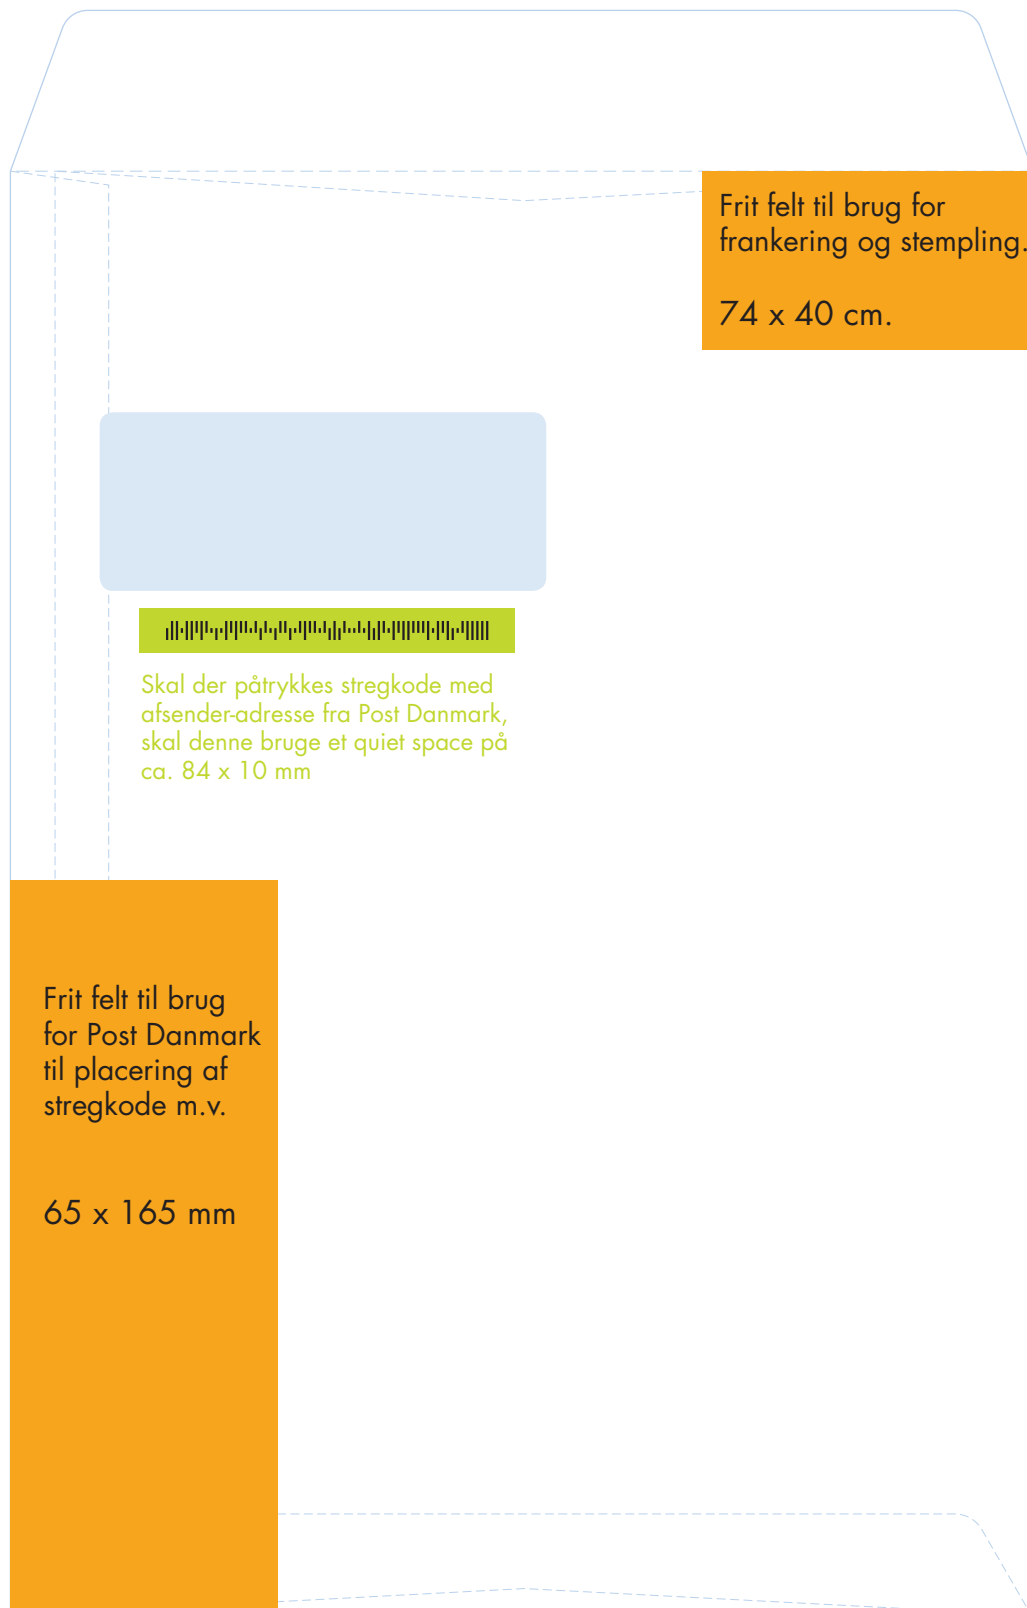 Frit felt til brug for
frankering og stempling.
74 x 40 cm.
Skal der påtrykkes stregkode med
afsender-adresse fra Post Danmark,
skal denne bruge et quiet space på
ca. 84 x 10 mm
Frit felt til brug
for Post Danmark
til placering af
stregkode m.v.
65 x 165 mm